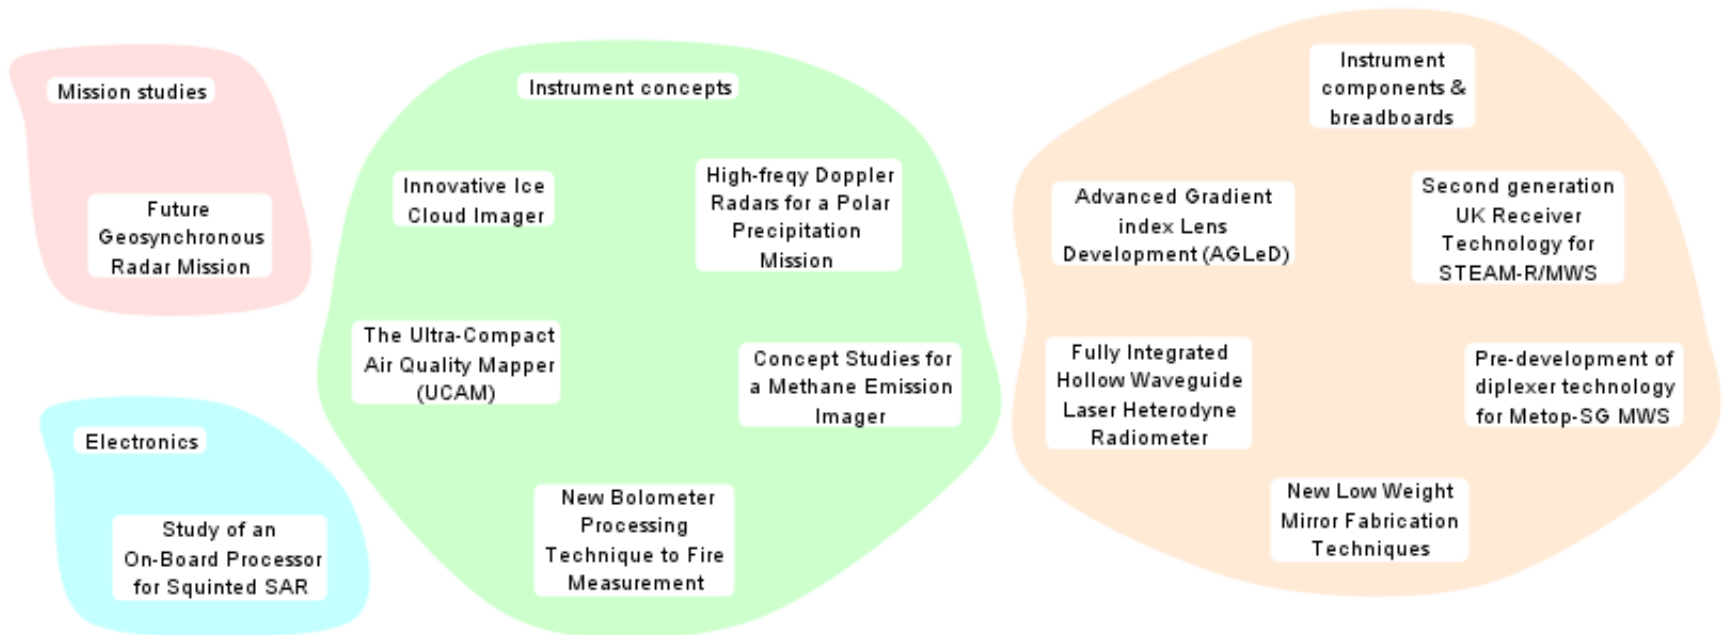 Mission studies
Future
Geosynchronous
Radar Mission
Electronics
Study of an
On-Board Processor
for Squinted SAR
Instrument concepts
Innovative Ice
Cloud Imager
High-freqy Doppler
Radars for a Polar
Precipitation
Mission
The Ultra-Compact
Air Quality Mapper
(UCAM)
Concept Studies for
a Methane Emission
Imager
New Bolometer
Processing
Technique to Fire
Measurement
Instrument
components &
breadboards
Advanced Gradient
index Lens
Development (AGLeD)
Second generation
UK Receiver
Technology for
STEAM-R/MWS
Fully Integrated
Hollow Waveguide
Laser Heterodyne
Radiometer
Pre-development of
diplexer technology
for Metop-SG MWS
New Low Weight
Mirror Fabrication
Techniques